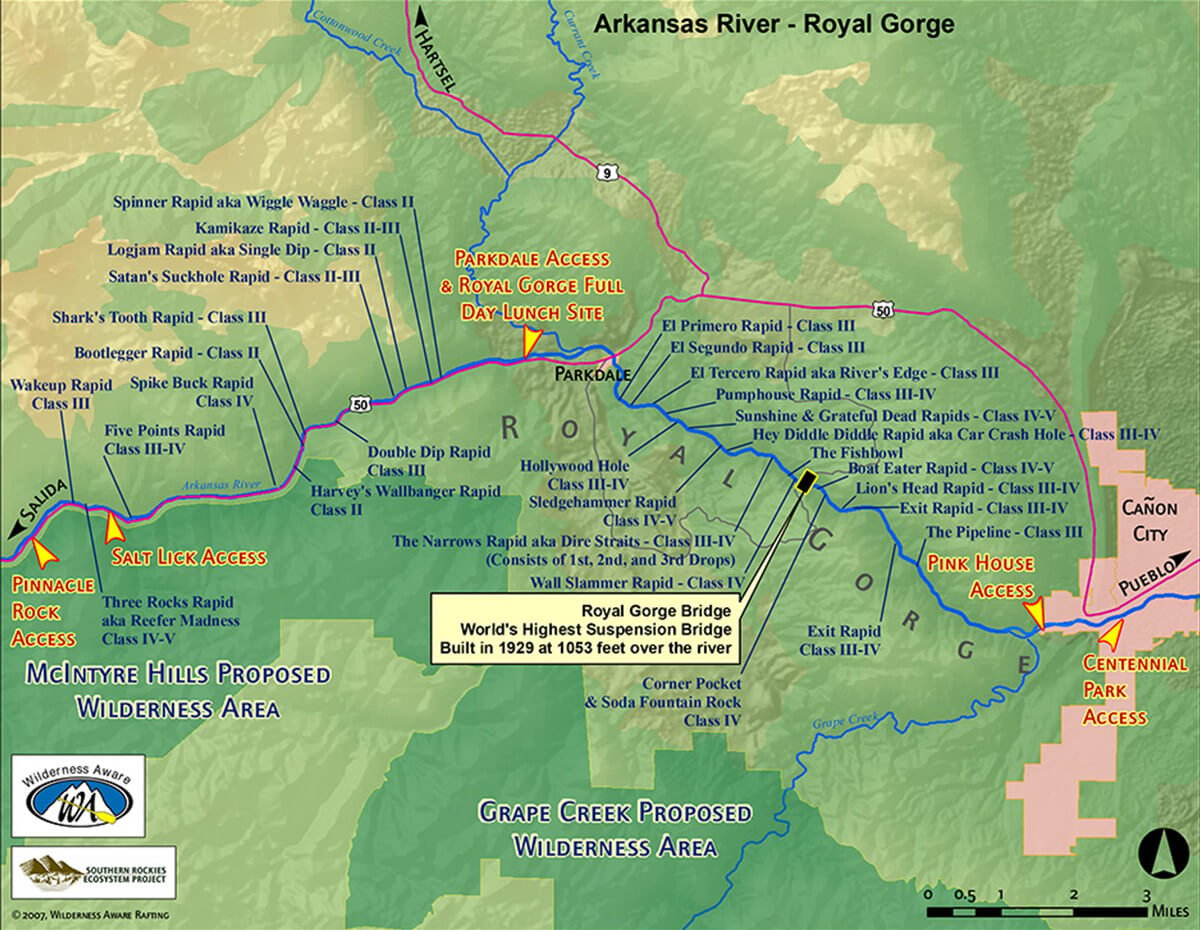 Arkansas River - Royal Gorge
Cottonwood Creek
Currant Creek
HARTSEL
9
Spinner Rapid aka Wiggle Waggle - Class II
Kamikaze Rapid - Class II-III
Logjam Rapid aka Single Dip - Class II
Satan's Suckhole Rapid - Class II-III
Parkdale Access
& Royal Gorge Full
Day Lunch Site
50
Shark's Tooth Rapid - Class III
Bootlegger Rapid - Class II
Wakeup Rapid
Class III
Spike Buck Rapid
Class IV
Five Points Rapid
Class III-IV
50
Parkdale
El Primero Rapid - Class III
El Segundo Rapid - Class III
El Tercero Rapid aka River's Edge - Class III
Pumphouse Rapid - Class III-IV
Sunshine & Grateful Dead Rapids - Class IV-V
Hey Diddle Diddle Rapid aka Car Crash Hole - Class III-IV
The Fishbowl
Boat Eater Rapid - Class IV-V
Lion's Head Rapid - Class III-IV
Exit Rapid - Class III-IV
The Pipeline - Class III
ROYAL GORGE
Double Dip Rapid
Class III
Harvey's Wallbanger Rapid
Class II
Arkansas River
Hollywood Hole
Class III-IV
Sledgehammer Rapid
Class IV-V
The Narrows Rapid aka Dire Straits - Class III-IV
(Consists of 1st, 2nd, and 3rd Drops)
Wall Slammer Rapid - Class IV
Cañon
City
Pueblo
Salida
Salt Lick Access
Pinnacle
Rock
Access
Three Rocks Rapid
aka Reefer Madness
Class IV-V
Pink House
Access
Royal Gorge Bridge
World's Highest Suspension Bridge
Built in 1929 at 1053 feet over the river
Exit Rapid
Class III-IV
Corner Pocket
& Soda Fountain Rock
Class IV
Centennial
Park
Access
McIntyre Hills Proposed
Wilderness Area
Grape Creek
Grape Creek Proposed
Wilderness Area
Wilderness Aware
WA
Southern Rockies
Ecosystem Project
© 2007, Wilderness Aware Rafting
0 0.5 1 2 3
Miles